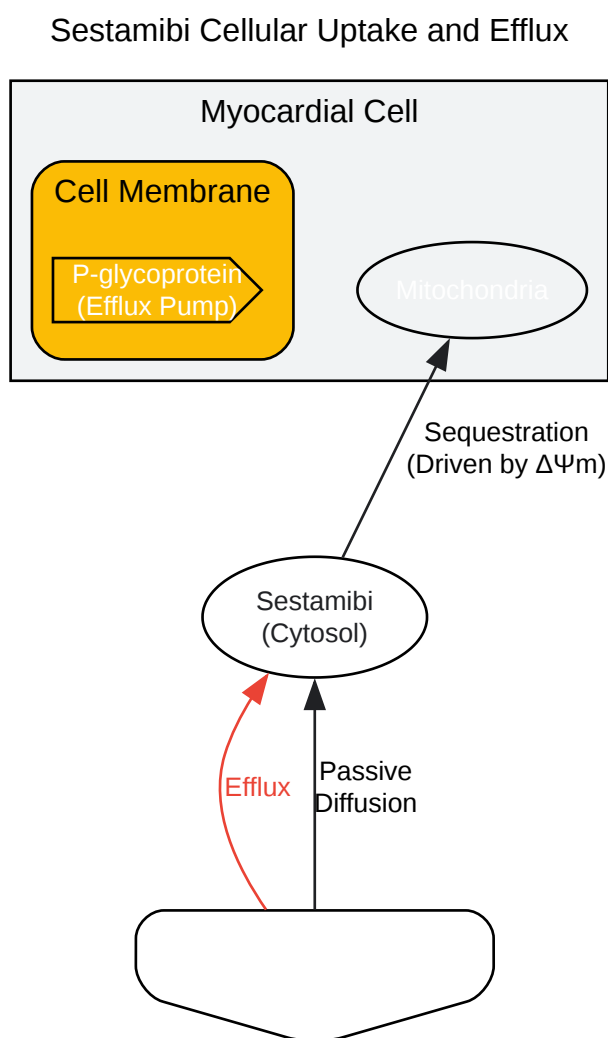 Sestamibi Cellular Uptake and Efflux
Myocardial Cell
Cell Membrane
P-glycoprotein
(Efflux Pump)
Mitochondria
Sequestration
(Driven by ΔΨm)
Sestamibi
(Cytosol)
Efflux
Passive
Diffusion